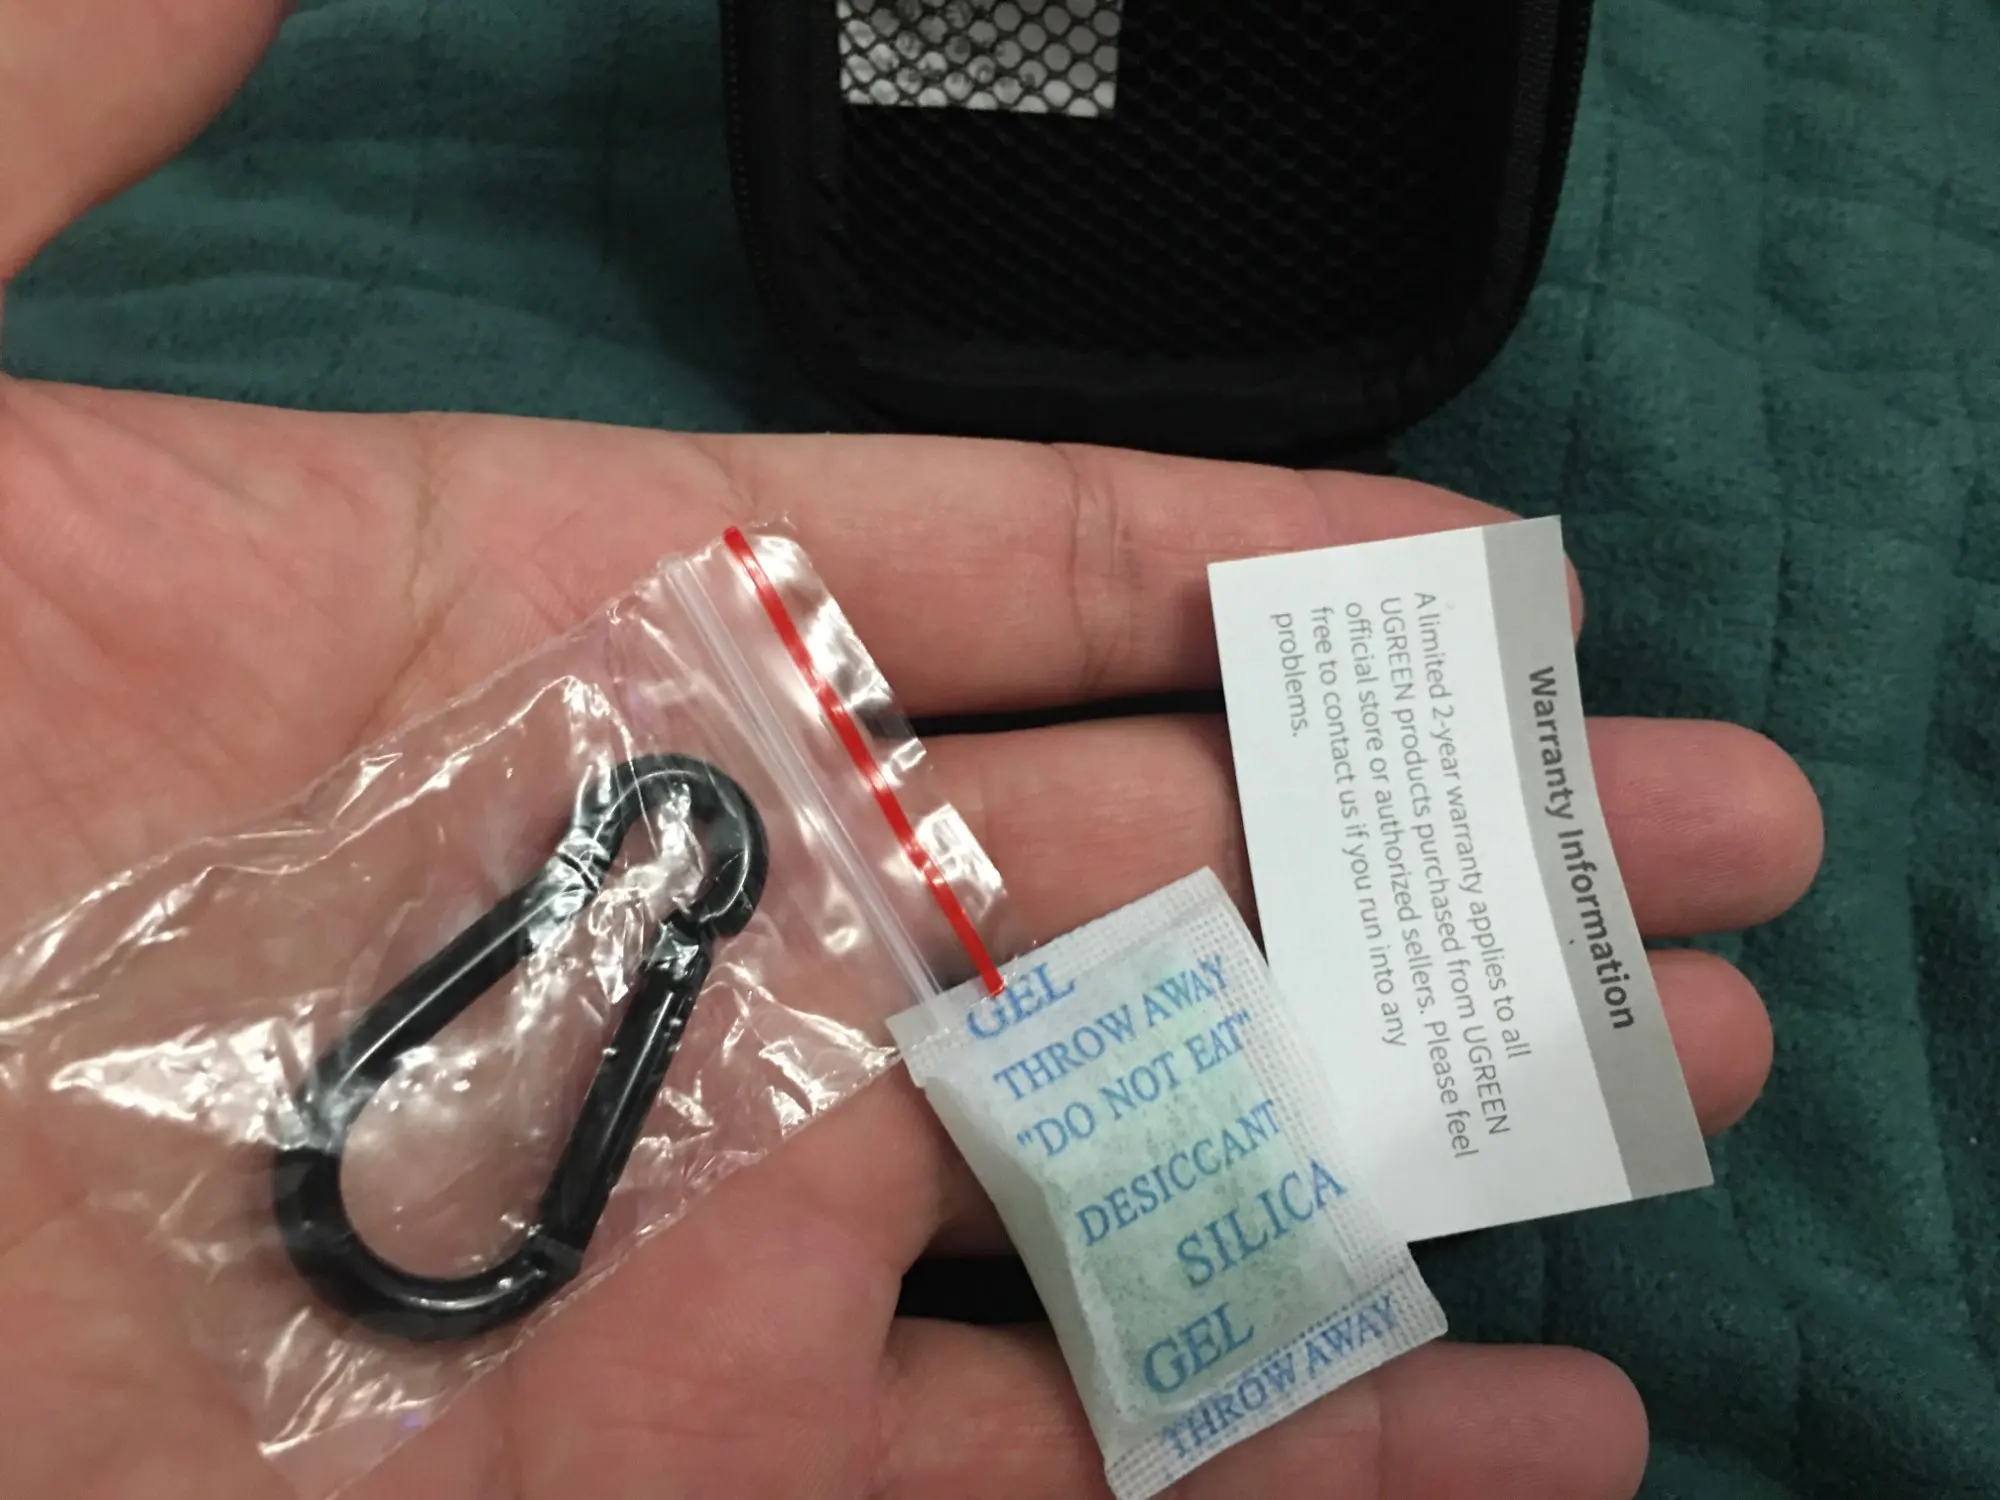 Warranty Information
A limited 2-year warranty applies to all
UGREEN products purchased from UGREEN
official store or authorized sellers. Please feel
free to contact us if you run into any
problems.
GEL
THROW AWAY
"DO NOT EAT"
DESICCANT
SILICA
GEL
THROW AWAY